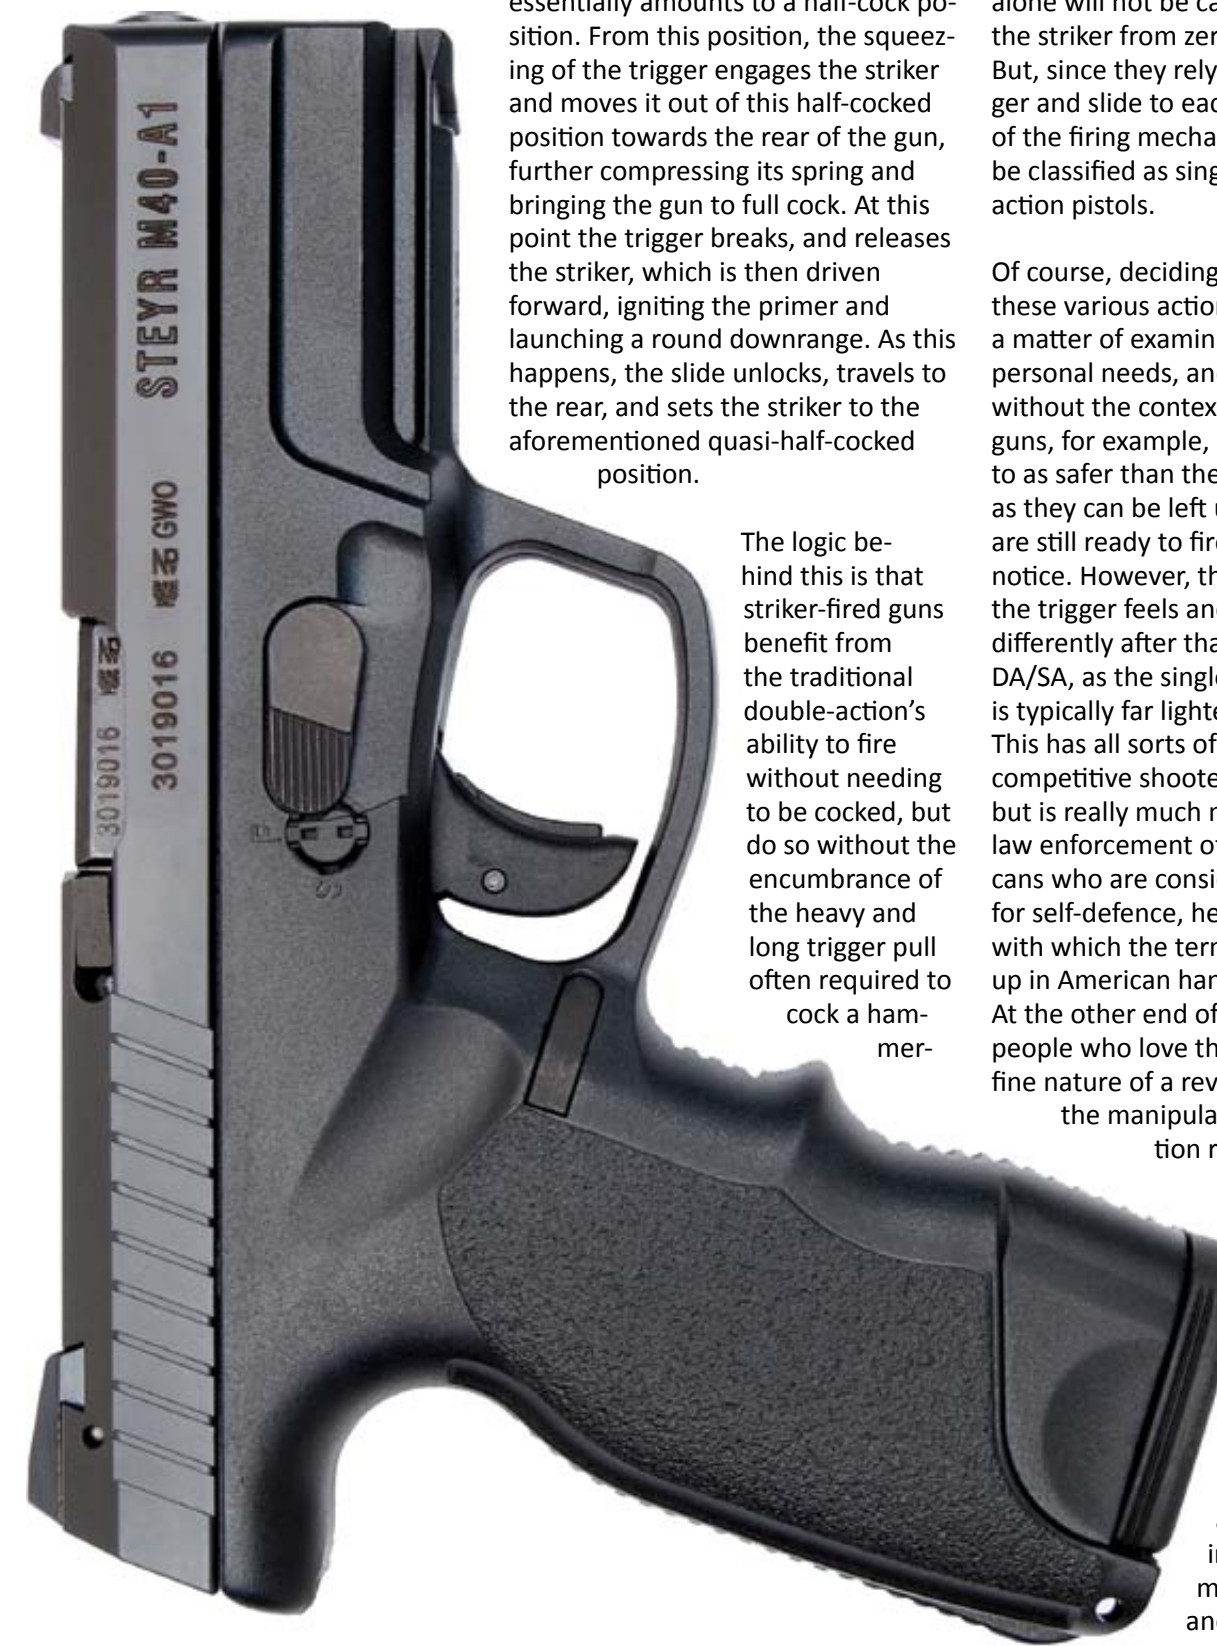 essentially amounts to a half-cock po-
sition. From this position, the squeez-
ing of the trigger engages the striker
and moves it out of this half-cocked
position towards the rear of the gun,
further compressing its spring and
bringing the gun to full cock. At this
point the trigger breaks, and releases
the striker, which is then driven
forward, igniting the primer and
launching a round downrange. As this
happens, the slide unlocks, travels to
the rear, and sets the striker to the
aforementioned quasi-half-cocked
position.
The logic be-
hind this is that
striker-fired guns
benefit from
the traditional
double-action's
ability to fire
without needing
to be cocked, but
do so without the
encumbrance of
the heavy and
long trigger pull
often required to
cock a ham-
mer-
alone will not be ca
the striker from zer
But, since they rely
ger and slide to eac
of the firing mecha
be classified as sing
action pistols.
Of course, deciding
these various action
a matter of examin
personal needs, and
without the contex
guns, for example,
to as safer than the
as they can be left u
are still ready to fire
notice. However, th
the trigger feels and
differently after tha
DA/SA, as the single
is typically far lighte
This has all sorts of
competitive shoote
but is really much n
law enforcement of
cans who are consi
for self-defence, he
with which the tern
up in American han
At the other end of
people who love th
fine nature of a rev
the manipula
tion r
m
and
STEYR M40-A1
GWO
3019016
3019016
F
S